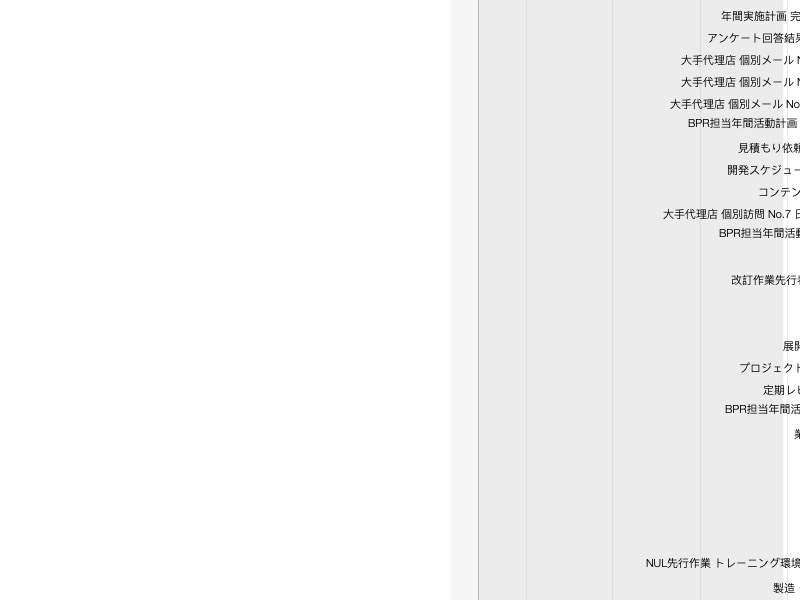 年間実施計画 完
アンケート回答結果
大手代理店 個別メール N
大手代理店 個別メール N
大手代理店 個別メール No
BPR担当年間活動計画
見積もり依頼
開発スケジュー
コンテン
大手代理店 個別訪問 No.7 日
BPR担当年間活動
改訂作業先行
展開
プロジェクト
定期レビ
BPR担当年間活
業
NUL先行作業 トレーニング環境
製造